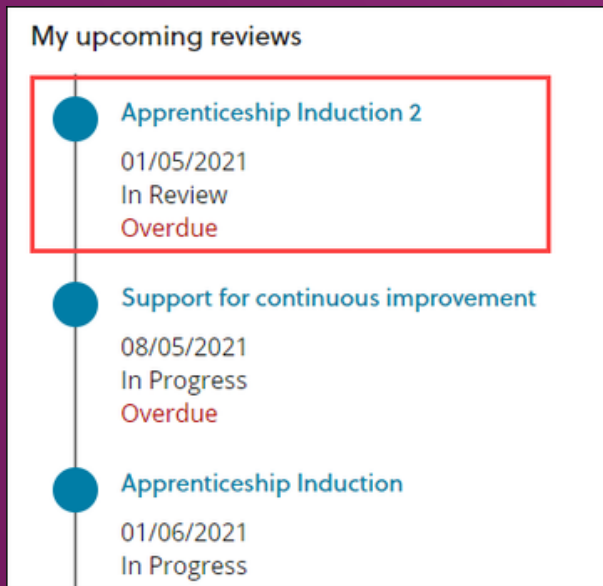 My upcoming reviews
Apprenticeship Induction 2
01/05/2021
In Review
Overdue
Support for continuous improvement
08/05/2021
In Progress
Overdue
Apprenticeship Induction
01/06/2021
In Progress